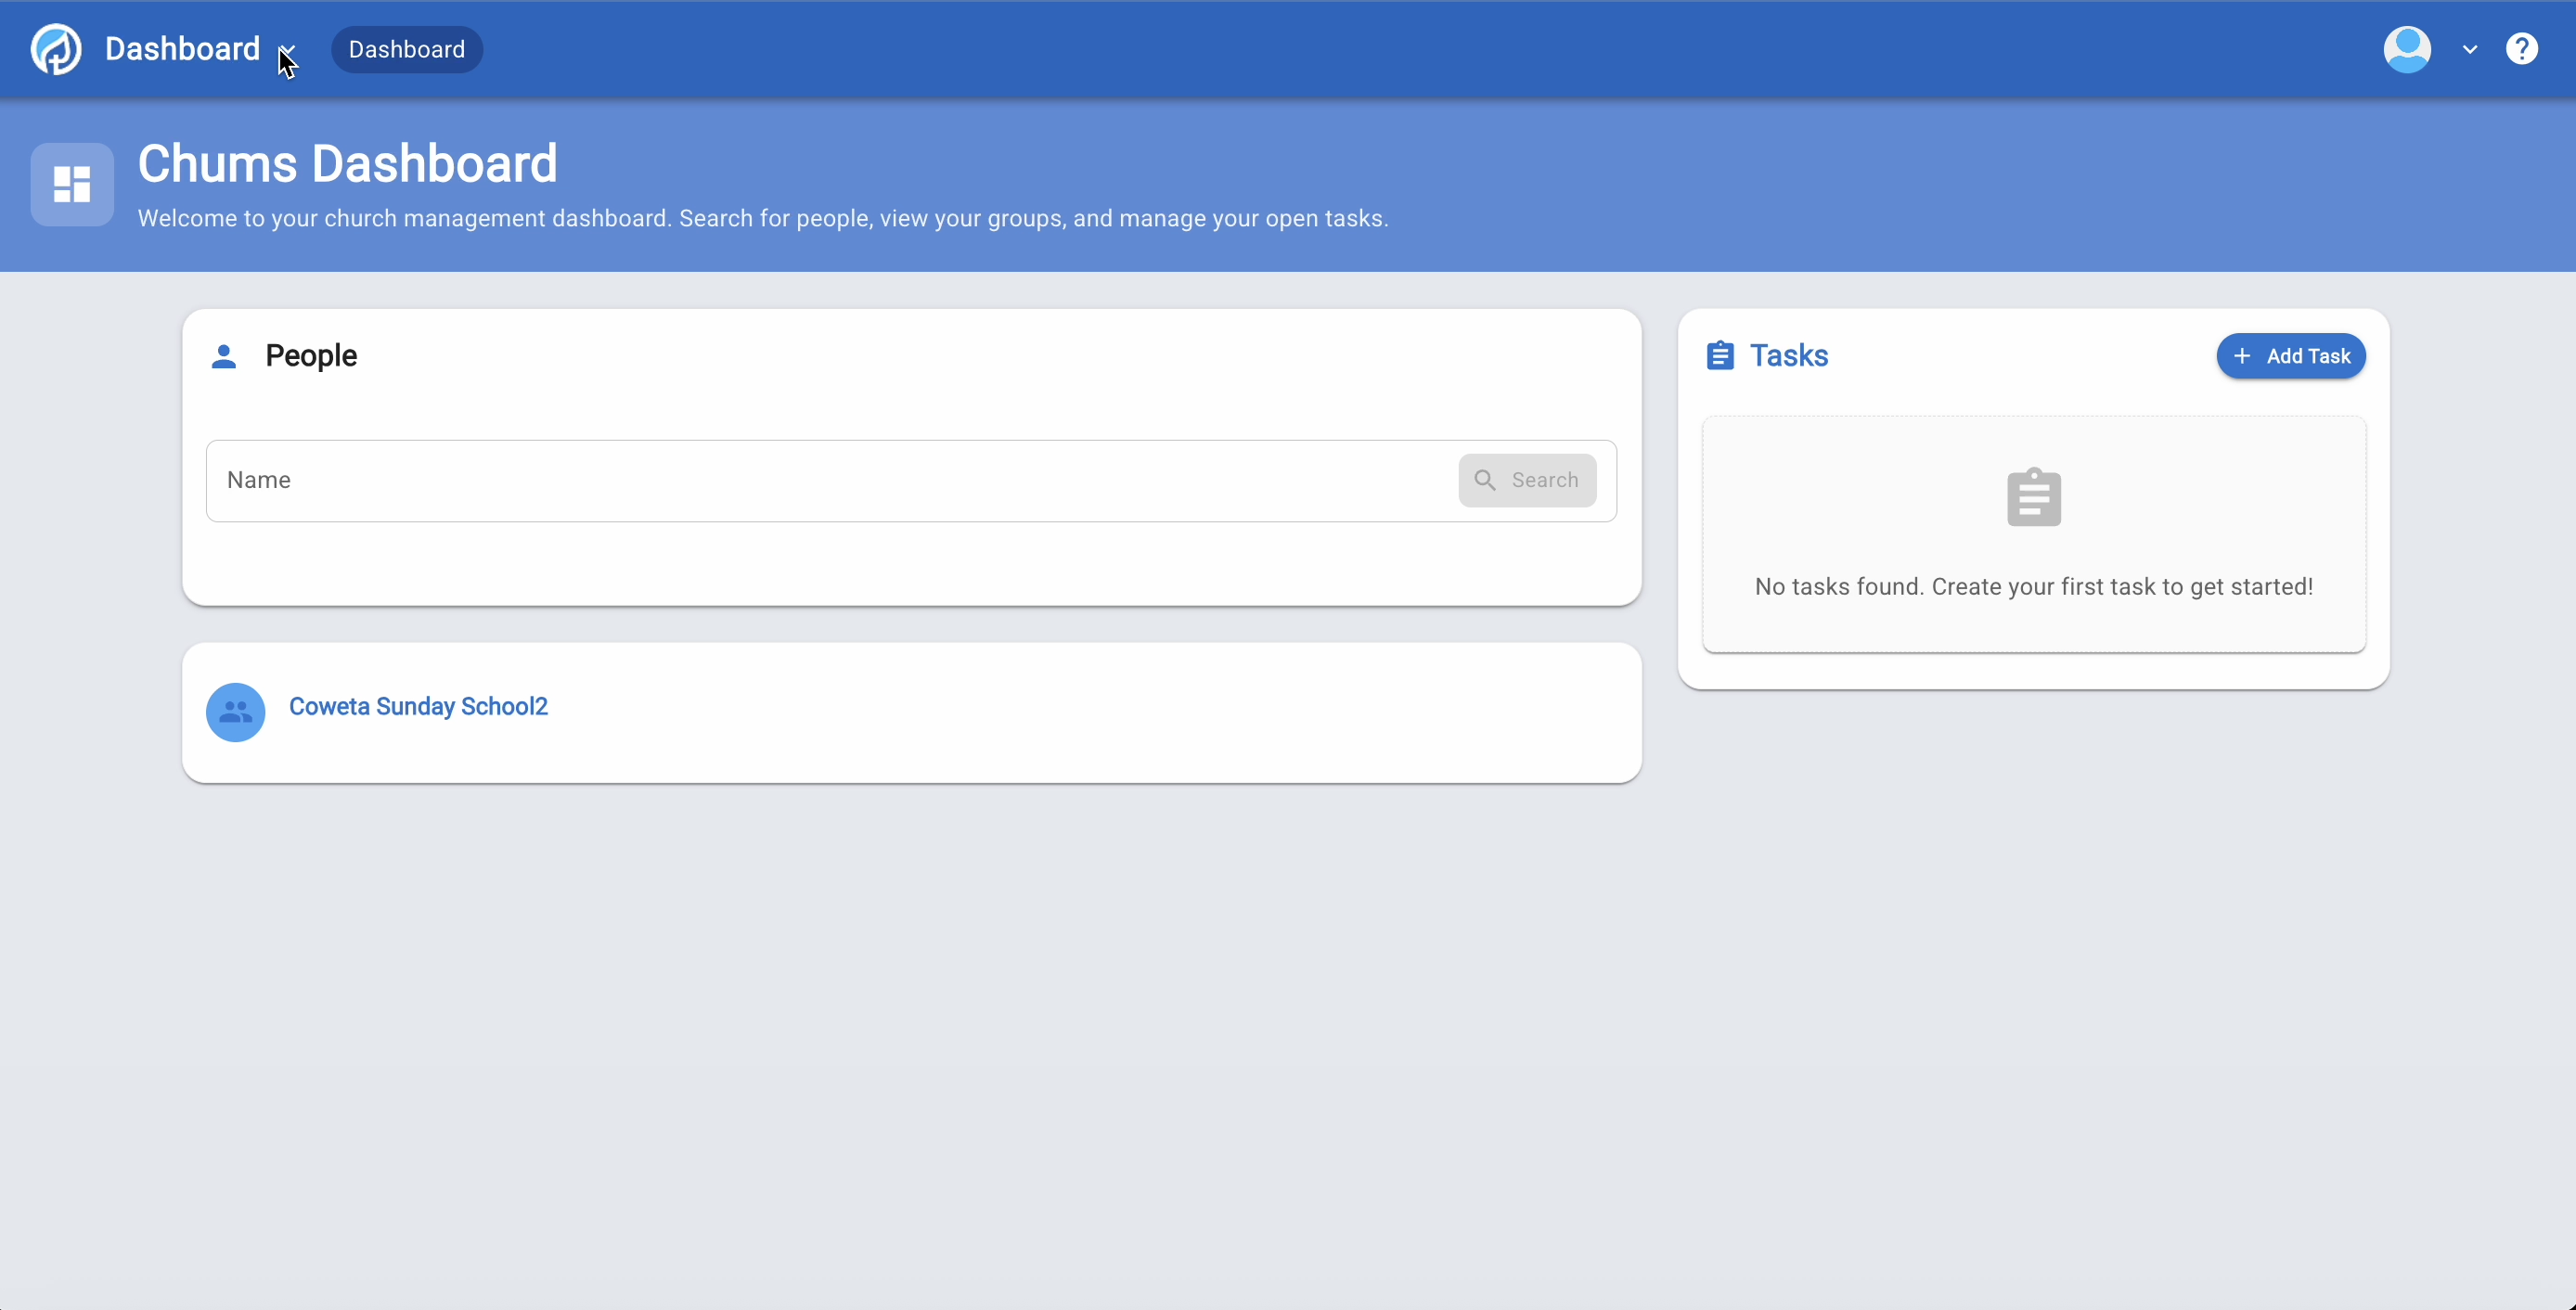 Dashboard
Dashboard
?
Chums Dashboard
Welcome to your church management dashboard. Search for people, view your groups, and manage your open tasks.
People
Name
Search
Coweta Sunday School2
Tasks
+ Add Task
No tasks found. Create your first task to get started!